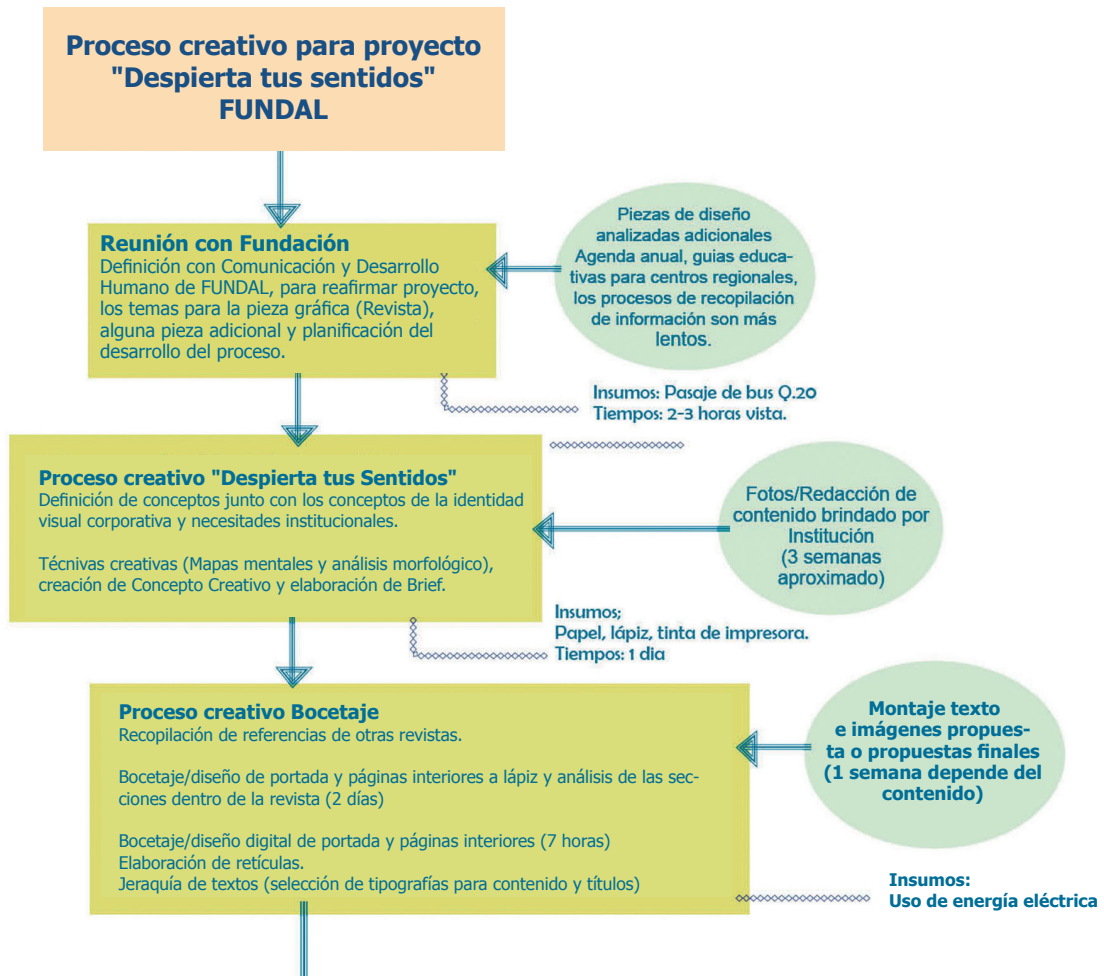 Proceso creativo para proyecto
"Despierta tus sentidos"
FUNDAL
Reunión con Fundación
Definición con Comunicación y Desarrollo
Humano de FUNDAL, para reafirmar proyecto,
los temas para la pieza gráfica (Revista),
alguna pieza adicional y planificación del
desarrollo del proceso.
Piezas de diseño
analizadas adicionales
Agenda anual, guias educa-
tivas para centros regionales,
los procesos de recopilación
de información son más
lentos.
Insumos: Pasaje de bus Q.20
Tiempos: 2-3 horas vista.
Proceso creativo "Despierta tus Sentidos"
Definición de conceptos junto con los conceptos de la identidad
visual corporativa y necesitades institucionales.
Técnivas creativas (Mapas mentales y análisis morfológico),
creación de Concepto Creativo y elaboración de Brief.
Fotos/Redacción de
contenido brindado por
Institución
(3 semanas
aproximado)
Insumos;
Papel, lápiz, tinta de impresora.
Tiempos: 1 dia
Proceso creativo Bocetaje
Recopilación de referencias de otras revistas.
Bocetaje/diseño de portada y páginas interiores a lápiz y análisis de las sec-
ciones dentro de la revista (2 días)
Bocetaje/diseño digital de portada y páginas interiores (7 horas)
Elaboración de retículas.
Jeraquía de textos (selección de tipografías para contenido y títulos)
Montaje texto
e imágenes propues-
ta o propuestas finales
(1 semana depende del
contenido)
Insumos:
Uso de energía eléctrica